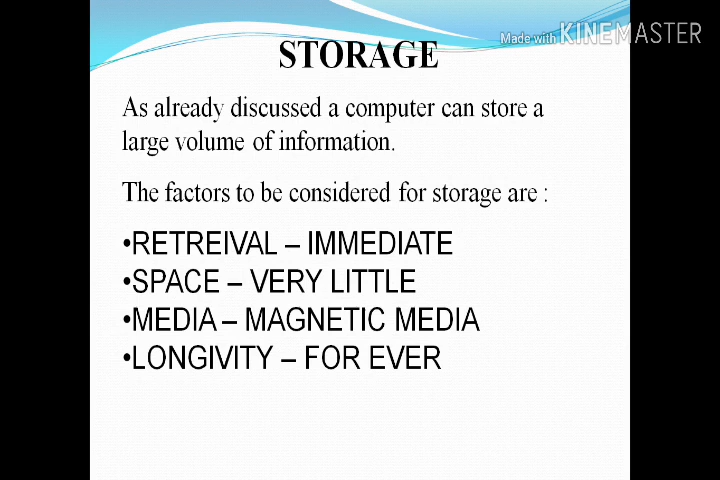 Made with KINEMASTER
STORAGE
As already discussed a computer can store a
large volume of information.
The factors to be considered for storage are :
•RETREIVAL – IMMEDIATE
•SPACE – VERY LITTLE
•MEDIA – MAGNETIC MEDIA
•LONGIVITY – FOR EVER